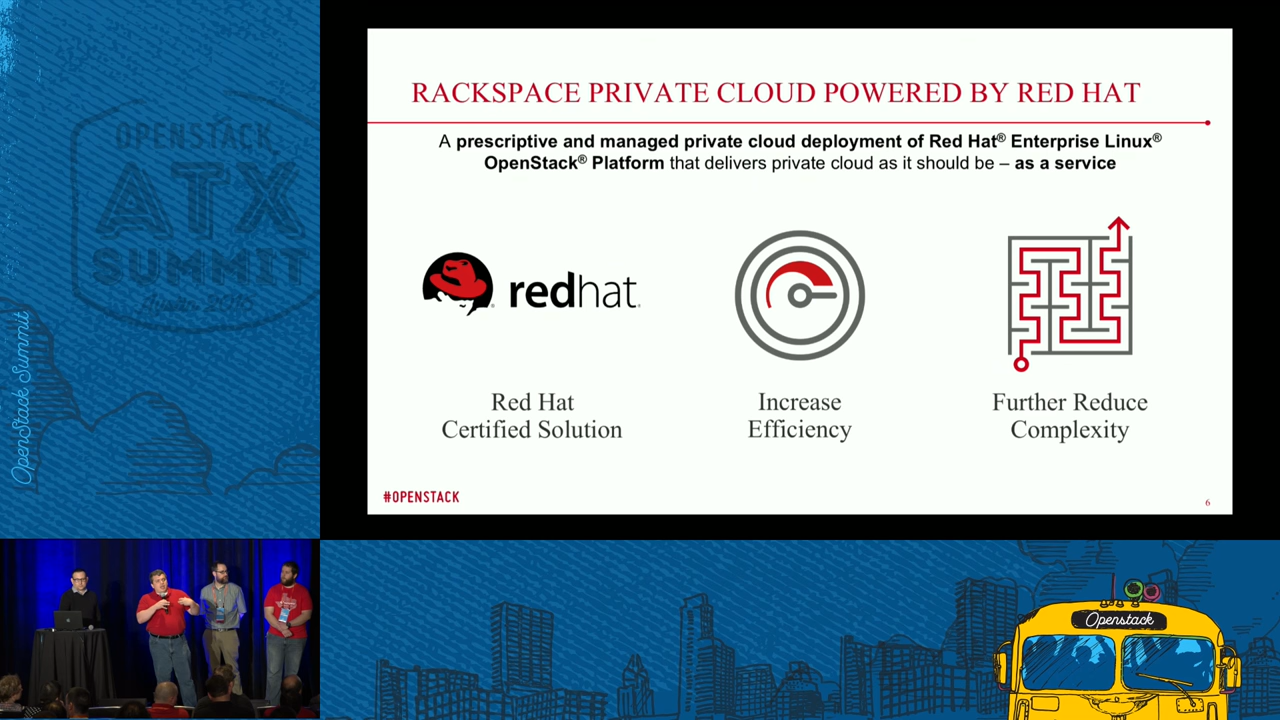 OPENSTACK
ATX
SUMMIT
OpenStack Summit
RACKSPACE PRIVATE CLOUD POWERED BY RED HAT
A prescriptive and managed private cloud deployment of Red Hat® Enterprise Linux®
OpenStack® Platform that delivers private cloud as it should be – as a service
redhat.
Red Hat
Certified Solution
Increase
Efficiency
Further Reduce
Complexity
#OPENSTACK
6
Openstack